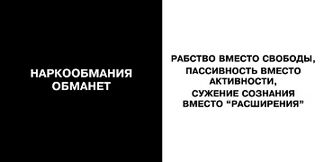 НАРКООБМАНИЯ
ОБМАНЕТ
РАБСТВО ВМЕСТО СВОБОДЫ,
ПАССИВНОСТЬ ВМЕСТО
АКТИВНОСТИ,
СУЖЕНИЕ СОЗНАНИЯ
ВМЕСТО “РАСШИРЕНИЯ”